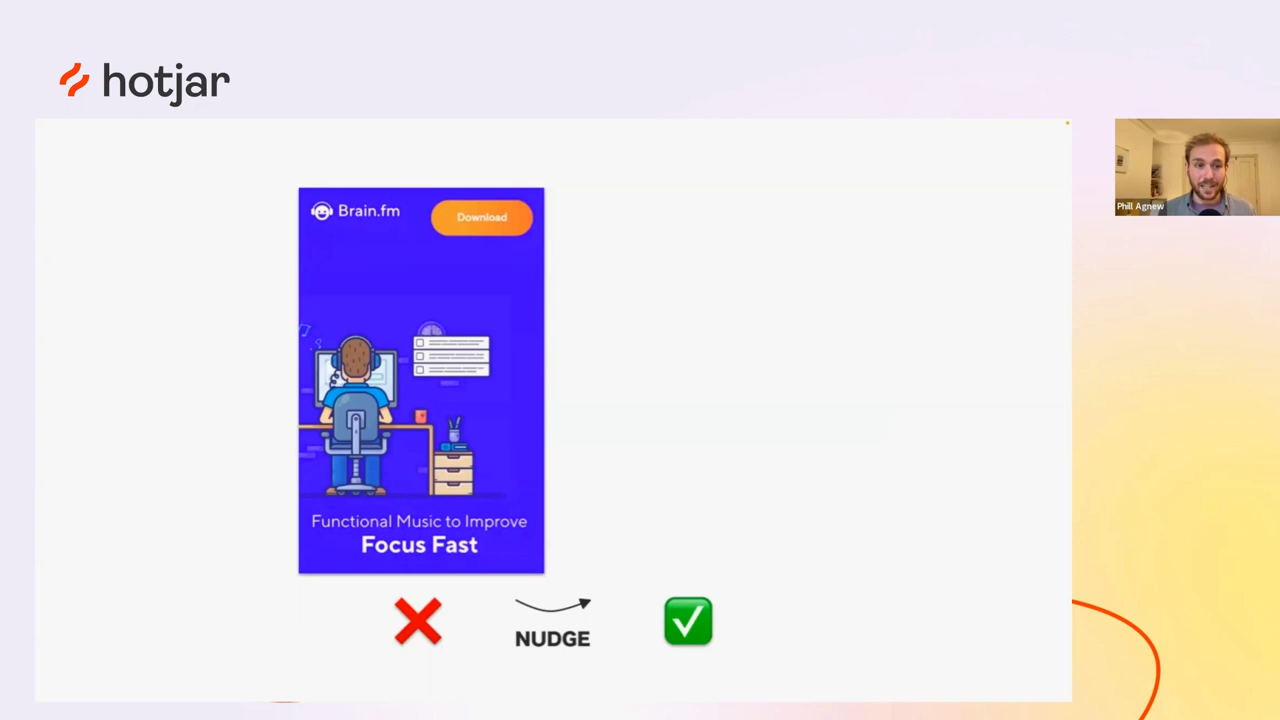 hotjar
Brain.fm
Download
Functional Music to Improve
Focus Fast
NUDGE
Phill Agnew